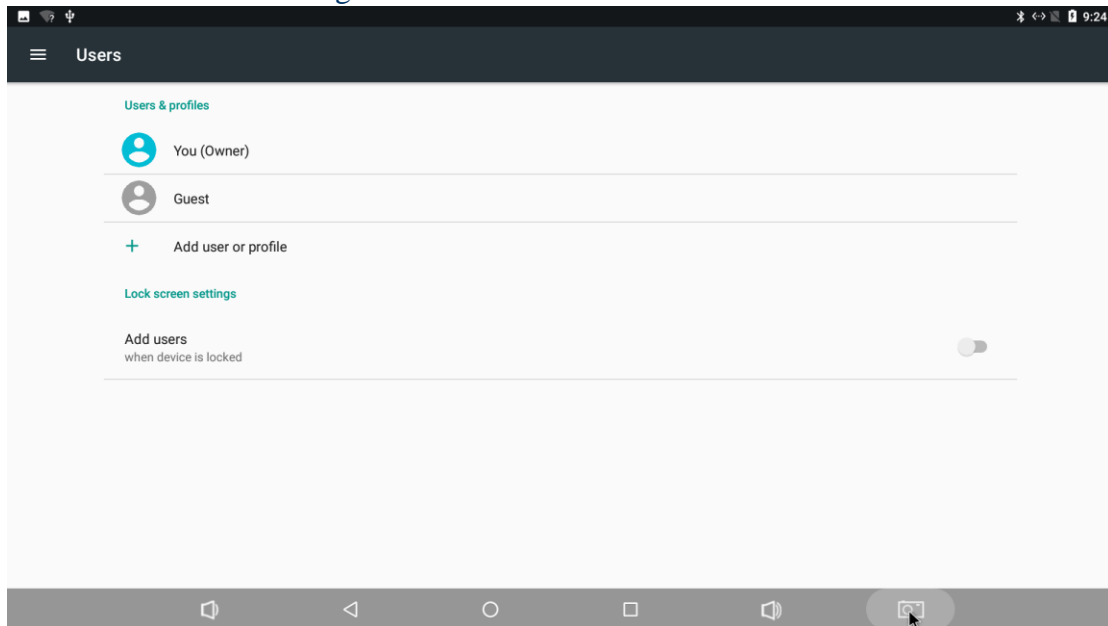 9:24
Users
Users & profiles
You (Owner)
Guest
Add user or profile
Lock screen settings
Add users
when device is locked